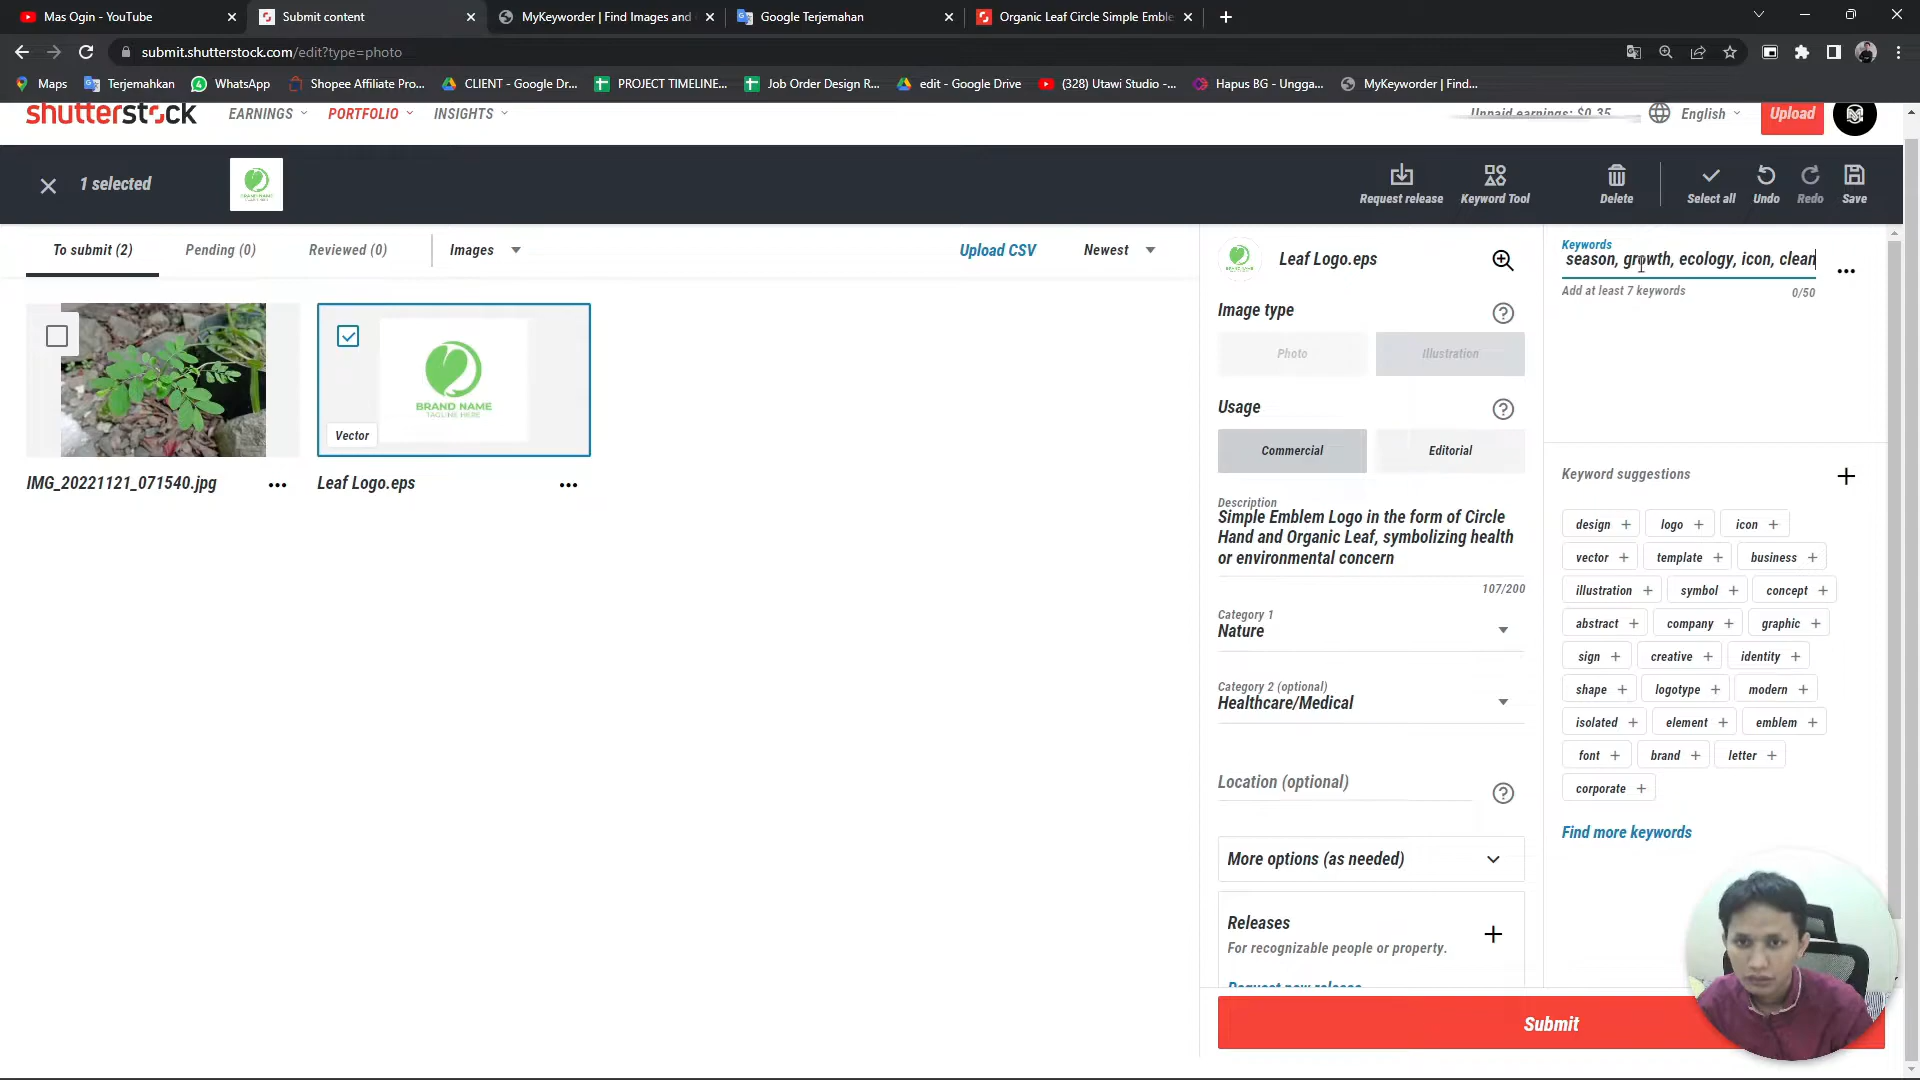 Mas Ogin - YouTube
Submit content
MyKeyworder | Find Images and
Google Terjemahan
Organic Leaf Circle Simple Emble
submit.shutterstock.com/edit?type=photo
Maps
Terjemahkan
WhatsApp
Shopee Affiliate Pro...
CLIENT - Google Dr...
PROJECT TIMELINE...
Job Order Design R...
edit - Google Drive
(328) Utawi Studio -...
Hapus BG - Ungga...
MyKeyworder | Find...
shutterstock
EARNINGS
PORTFOLIO
INSIGHTS
Unpaid earnings: $0.35
English
Upload
1 selected
Request release
Keyword Tool
Delete
Select all
Undo
Redo
Save
To submit (2)
Pending (0)
Reviewed (0)
Images
Upload CSV
Newest
BRAND NAME
TAGLINE HERE
Vector
IMG_20221121_071540.jpg
Leaf Logo.eps
Leaf Logo.eps
Image type
Photo
Illustration
Usage
Commercial
Editorial
Description
Simple Emblem Logo in the form of Circle
Hand and Organic Leaf, symbolizing health
or environmental concern
107/200
Category 1
Nature
Category 2 (optional)
Healthcare/Medical
Location (optional)
More options (as needed)
Releases
For recognizable people or property.
Request new release
Submit
Keywords
season, growth, ecology, icon, clean
Add at least 7 keywords
0/50
Keyword suggestions
design +
logo +
icon +
vector +
template +
business +
illustration +
symbol +
concept +
abstract +
company +
graphic +
sign +
creative +
identity +
shape +
logotype +
modern +
isolated +
element +
emblem +
font +
brand +
letter +
corporate +
Find more keywords